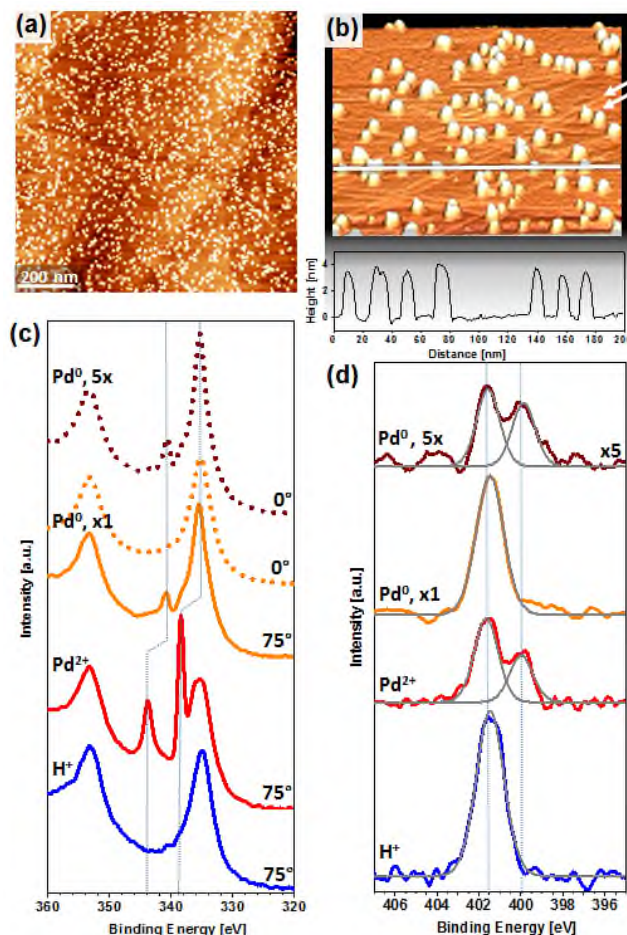 (a)
200 nm
(b)
Height [nm]
4
2
0
0 20 40 60 80 100 120 140 160 180 200
Distance [nm]
(c)
Pd⁰, 5x
0°
Pd⁰, x1
0°
75°
Pd²⁺
75°
H⁺
75°
Intensity [a.u.]
360 350 340 330 320
Binding Energy [eV]
(d)
Pd⁰, 5x
x5
Pd⁰, x1
Pd²⁺
H⁺
Intensity [a.u.]
406 404 402 400 398 396
Binding Energy [eV]